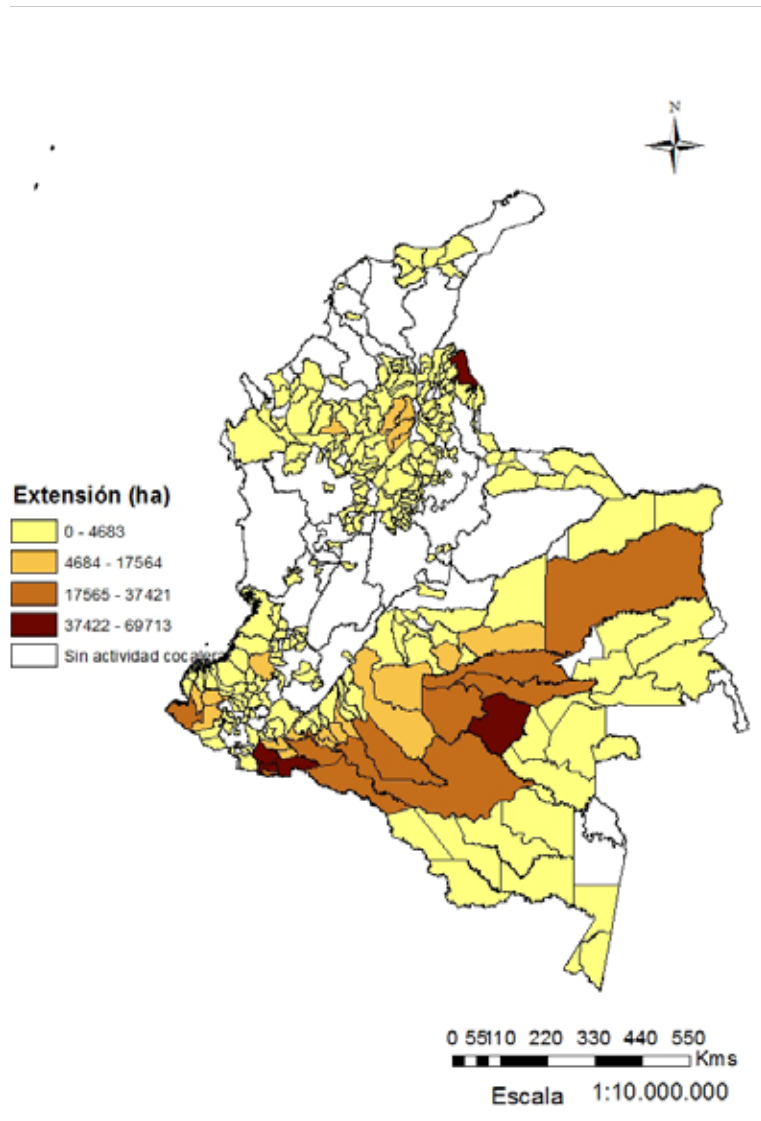 N
Extensión (ha)
0 - 4683
4684 - 17564
17565 - 37421
37422 - 69713
Sin actividad cocalera
0 55110 220 330 440 550
Kms
Escala 1:10.000.000